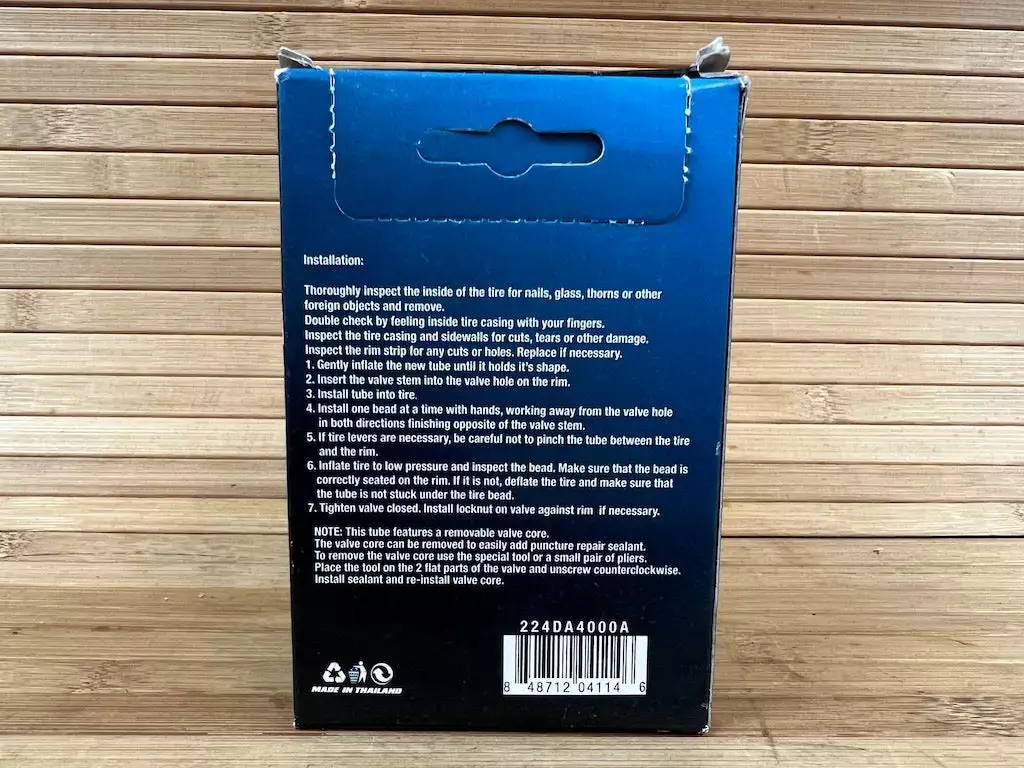 Installation:
Thoroughly inspect the inside of the tire for nails, glass, thorns or other
foreign objects and remove.
Double check by feeling inside tire casing with your fingers.
Inspect the tire casing and sidewalls for cuts, tears or other damage.
Inspect the rim strip for any cuts or holes. Replace if necessary.
1. Gently inflate the new tube until it holds it's shape.
2. Insert the valve stem into the valve hole on the rim.
3. Install tube into tire.
4. Install one bead at a time with hands, working away from the valve hole
in both directions finishing opposite of the valve stem.
5. If tire levers are necessary, be careful not to pinch the tube between the tire
and the rim.
6. Inflate tire to low pressure and inspect the bead. Make sure that the bead is
correctly seated on the rim. If it is not, deflate the tire and make sure that
the tube is not stuck under the tire bead.
7. Tighten valve closed. Install locknut on valve against rim if necessary.
NOTE: This tube features a removable valve core.
The valve core can be removed to easily add puncture repair sealant.
To remove the valve core use the special tool or a small pair of pliers.
Place the tool on the 2 flat parts of the valve and unscrew counterclockwise.
Install sealant and re-install valve core.
224DA4000A
8 48712 04114 6
MADE IN THAILAND